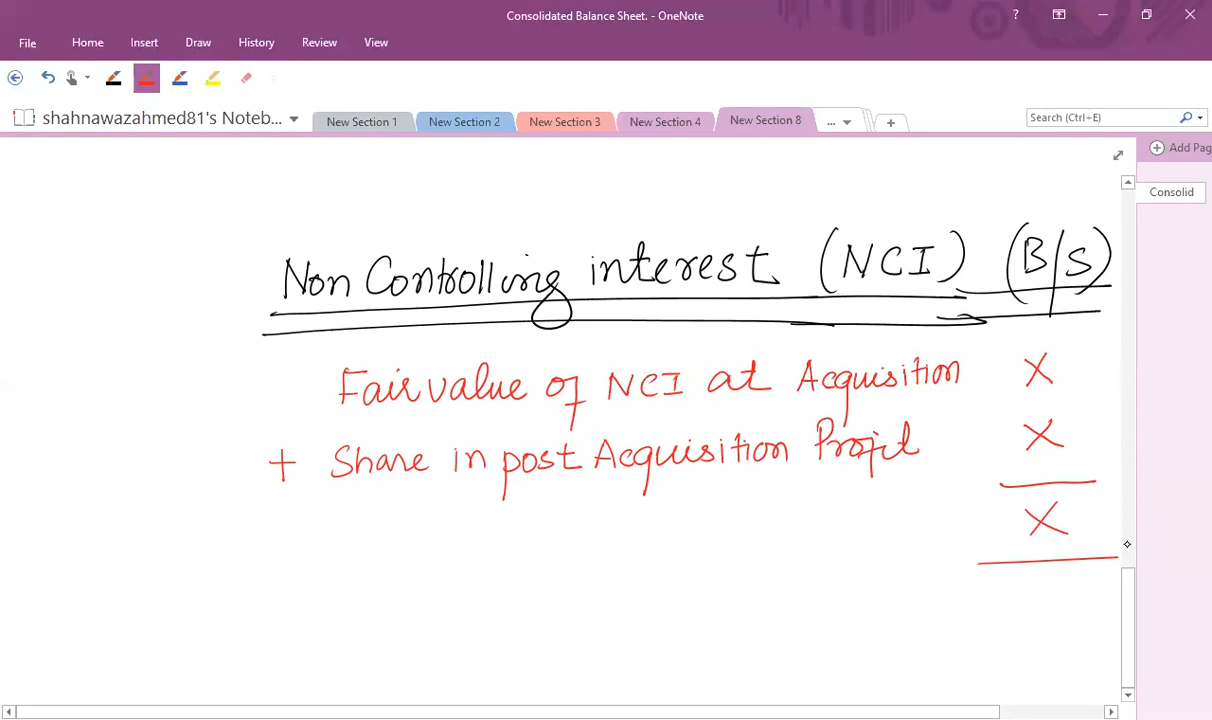 Consolidated Balance Sheet. - OneNote
?
File Home Insert Draw History Review View
shahnawazahmed81's Noteb...
New Section 1 New Section 2 New Section 3 New Section 4 New Section 8 ...
Search (Ctrl+E)
Add Pag
Consolid
Non Controlling interest (NCI) (B/S)
Fair value of NCI at Acquisition X
+ Share in post Acquisition Profit X
X